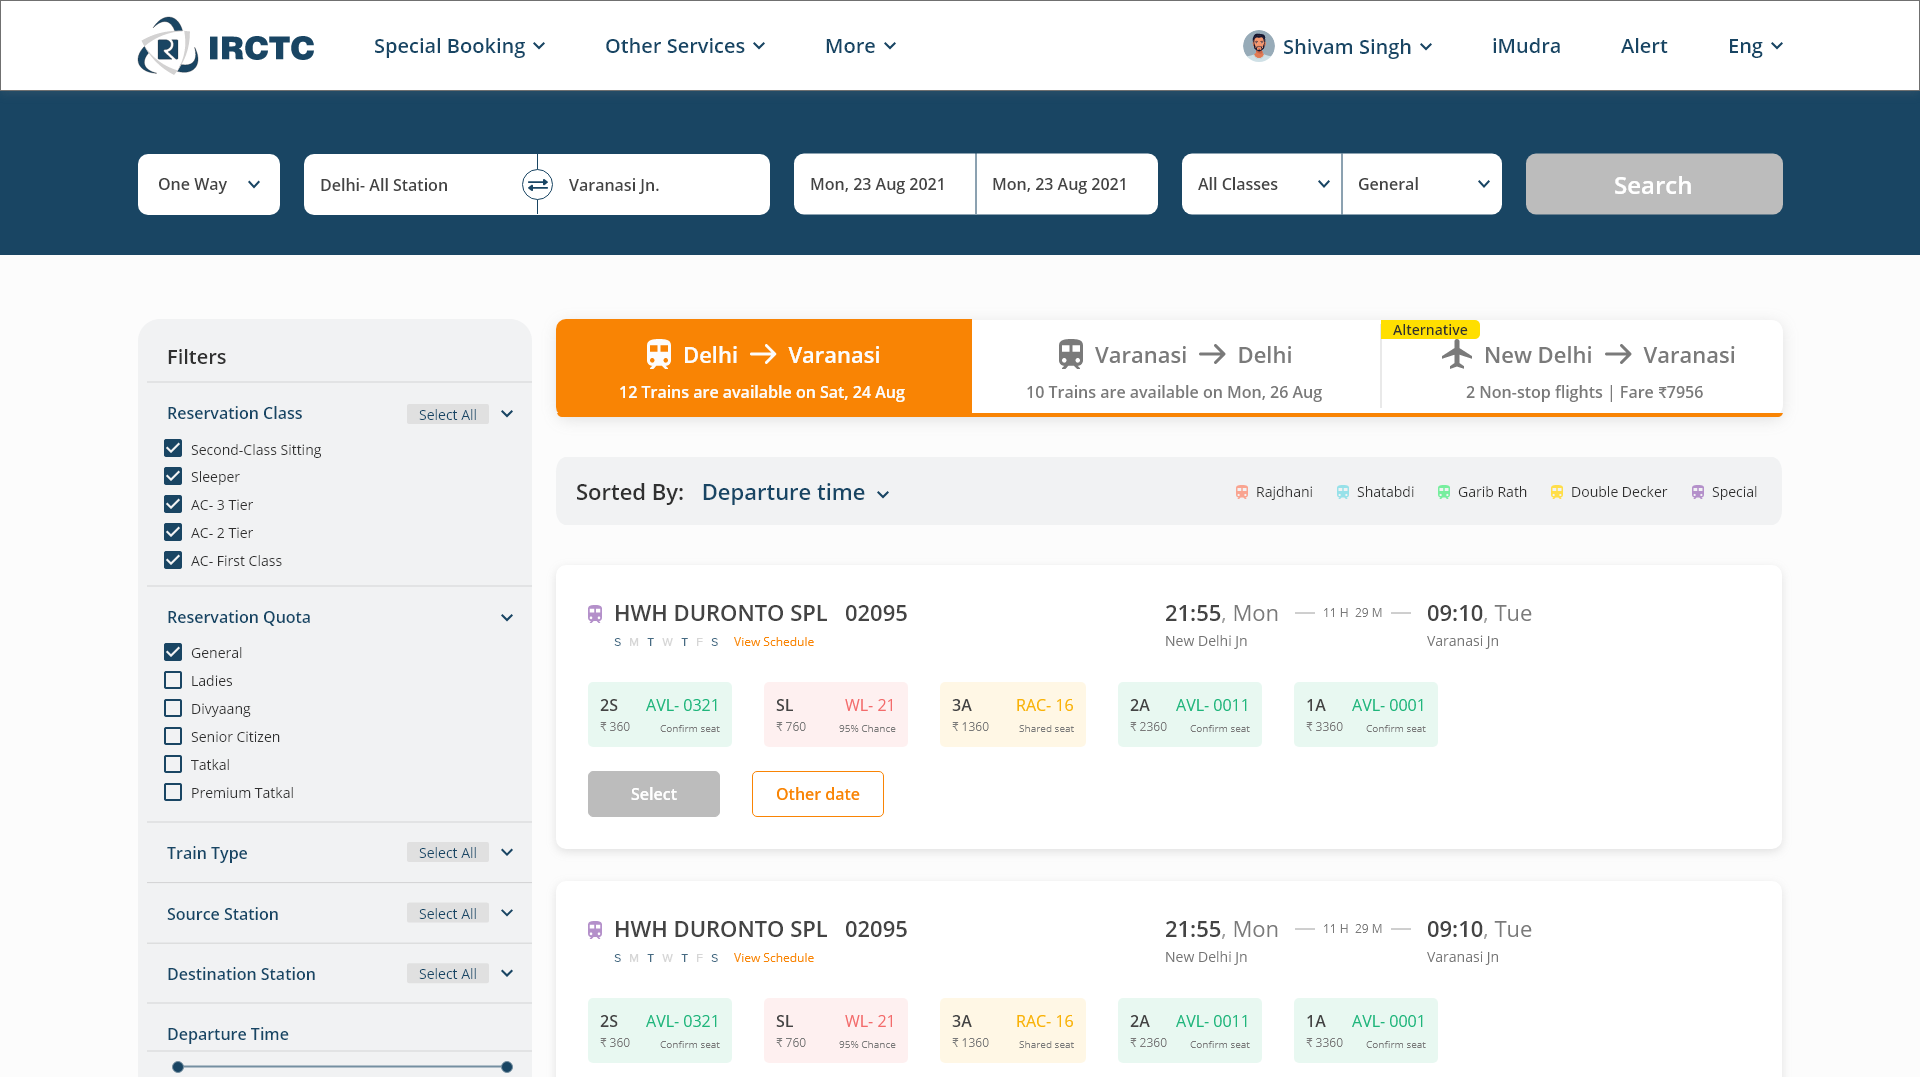 IRCTC
Special Booking
Other Services
More
Shivam Singh
iMudra
Alert
Eng
One Way
Delhi- All Station
Varanasi Jn.
Mon, 23 Aug 2021
Mon, 23 Aug 2021
All Classes
General
Search
Filters
Reservation Class
Select All
Second-Class Sitting
Sleeper
AC- 3 Tier
AC- 2 Tier
AC- First Class
Reservation Quota
General
Ladies
Divyaang
Senior Citizen
Tatkal
Premium Tatkal
Train Type
Select All
Source Station
Select All
Destination Station
Select All
Departure Time
Delhi → Varanasi
12 Trains are available on Sat, 24 Aug
Varanasi → Delhi
10 Trains are available on Mon, 26 Aug
Alternative
New Delhi → Varanasi
2 Non-stop flights | Fare ₹7956
Sorted By: Departure time
Rajdhani
Shatabdi
Garib Rath
Double Decker
Special
HWH DURONTO SPL 02095
S M T W T F S View Schedule
21:55, Mon
New Delhi Jn
11 H 29 M
09:10, Tue
Varanasi Jn
2S AVL- 0321
₹ 360 Confirm seat
SL WL- 21
₹ 760 95% Chance
3A RAC- 16
₹ 1360 Shared seat
2A AVL- 0011
₹ 2360 Confirm seat
1A AVL- 0001
₹ 3360 Confirm seat
Select
Other date
HWH DURONTO SPL 02095
S M T W T F S View Schedule
21:55, Mon
New Delhi Jn
11 H 29 M
09:10, Tue
Varanasi Jn
2S AVL- 0321
₹ 360 Confirm seat
SL WL- 21
₹ 760 95% Chance
3A RAC- 16
₹ 1360 Shared seat
2A AVL- 0011
₹ 2360 Confirm seat
1A AVL- 0001
₹ 3360 Confirm seat